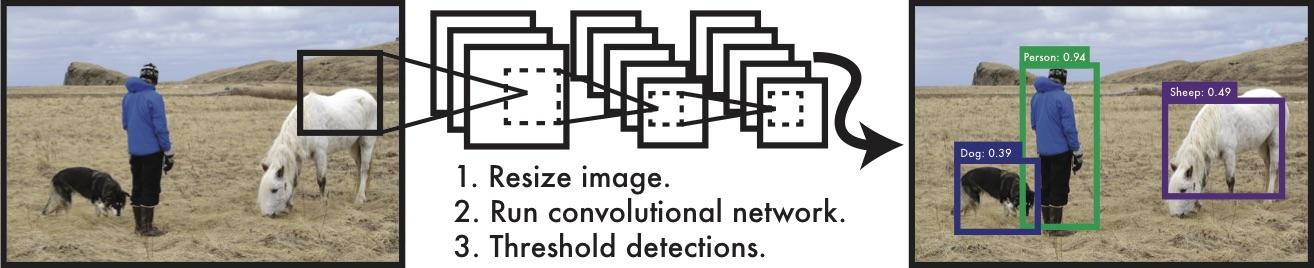 1. Resize image.
2. Run convolutional network.
3. Threshold detections.
Person: 0.94
Sheep: 0.49
Dog: 0.39